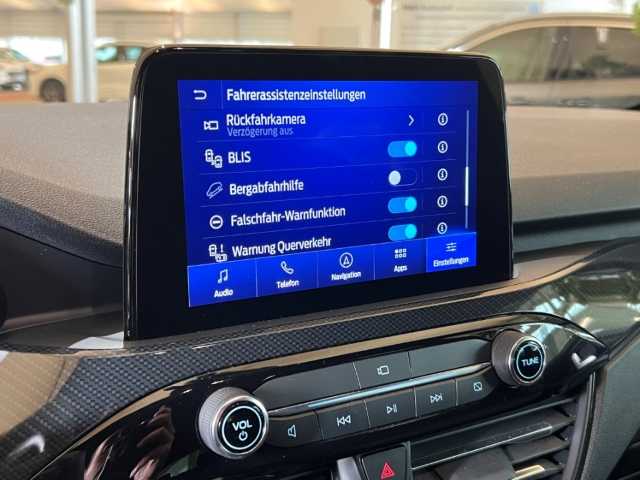 Fahrerassistenzeinstellungen
Rückfahrkamera
Verzögerung aus
BLIS
Bergabfahrhilfe
Falschfahr-Warnfunktion
Warnung Querverkehr
Audio
Telefon
Navigation
Apps
Einstellungen
VOL
TUNE